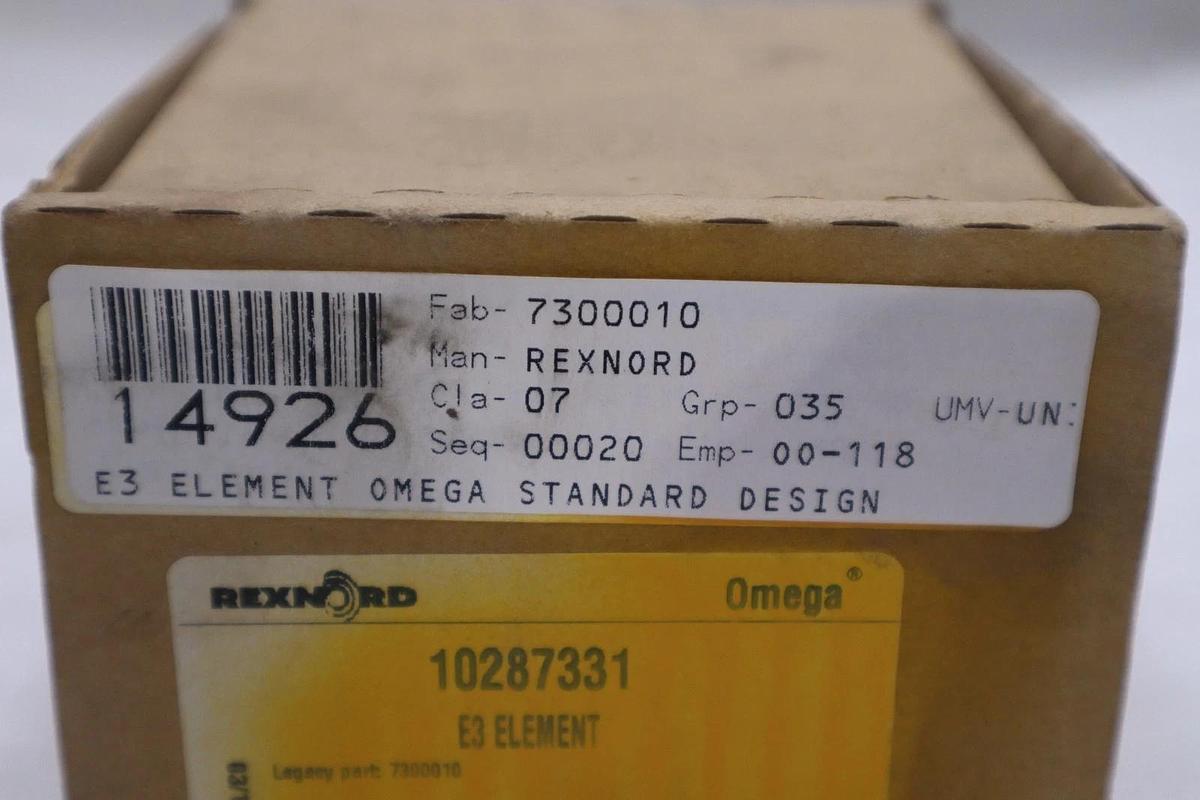 Fab- 7300010
Man- REXNORD
14926
Cla- 07 Grp- 035 UMV-UN
Seq- 00020 Emp- 00-118
E3 ELEMENT OMEGA STANDARD DESIGN
REXNORD Omega®
10287331
E3 ELEMENT
Legacy part: 7300010